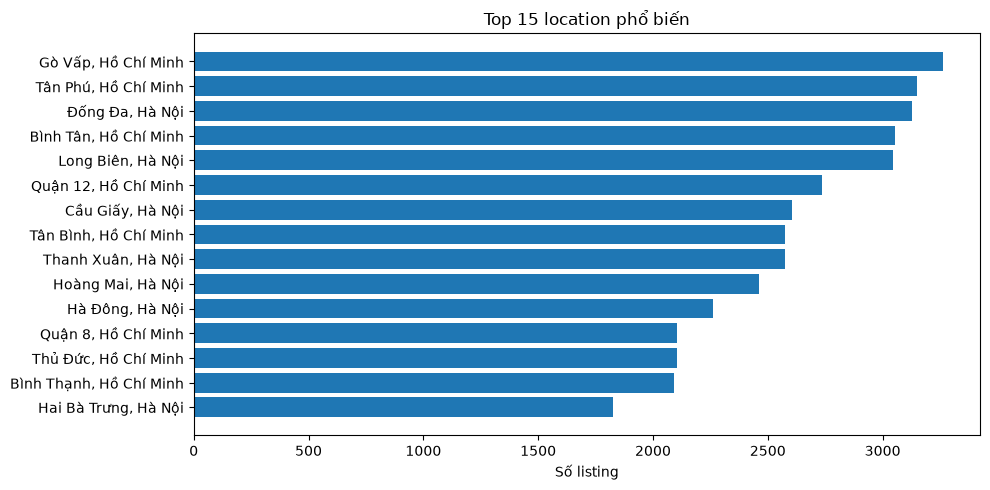 Top 15 location phổ biến
Gò Vấp, Hồ Chí Minh
Tân Phú, Hồ Chí Minh
Đống Đa, Hà Nội
Bình Tân, Hồ Chí Minh
Long Biên, Hà Nội
Quận 12, Hồ Chí Minh
Cầu Giấy, Hà Nội
Tân Bình, Hồ Chí Minh
Thanh Xuân, Hà Nội
Hoàng Mai, Hà Nội
Hà Đông, Hà Nội
Quận 8, Hồ Chí Minh
Thủ Đức, Hồ Chí Minh
Bình Thạnh, Hồ Chí Minh
Hai Bà Trưng, Hà Nội
0 500 1000 1500 2000 2500 3000
Số listing